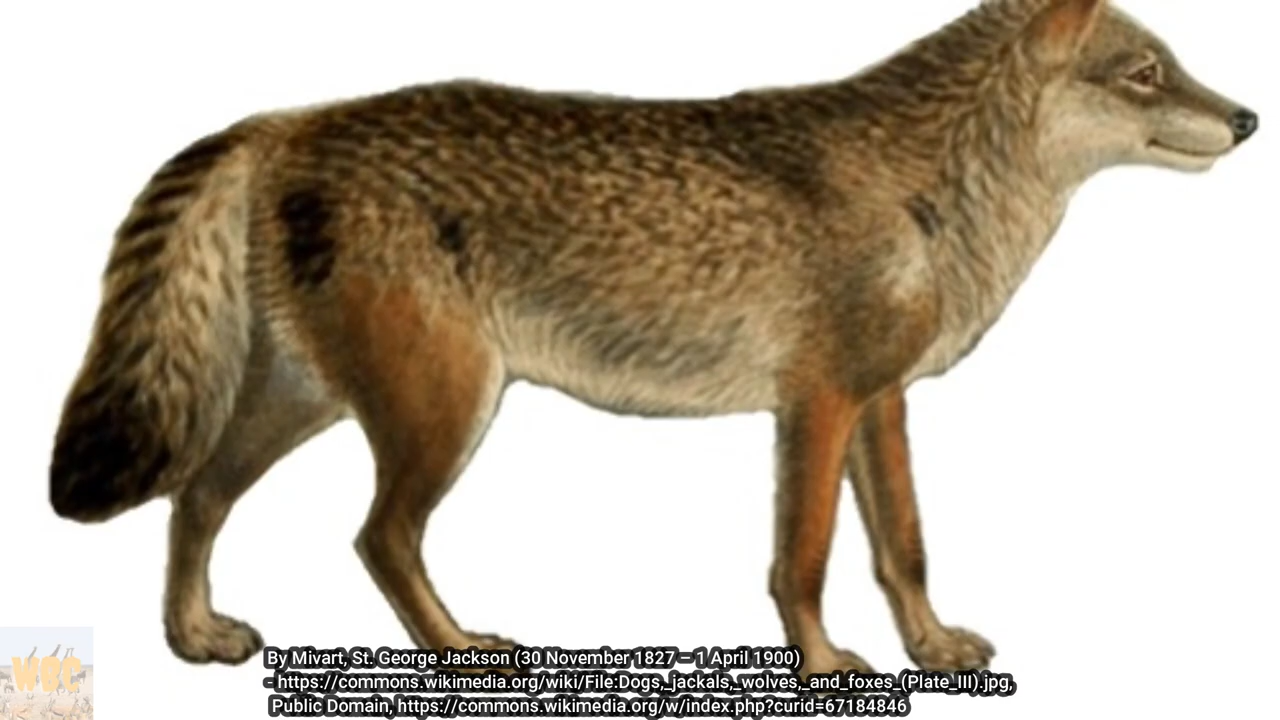 WBC
By Mivart, St. George Jackson (30 November 1827 – 1 April 1900)
- https://commons.wikimedia.org/wiki/File:Dogs,_jackals,_wolves,_and_foxes_(Plate_III).jpg,
Public Domain, https://commons.wikimedia.org/w/index.php?curid=67184846